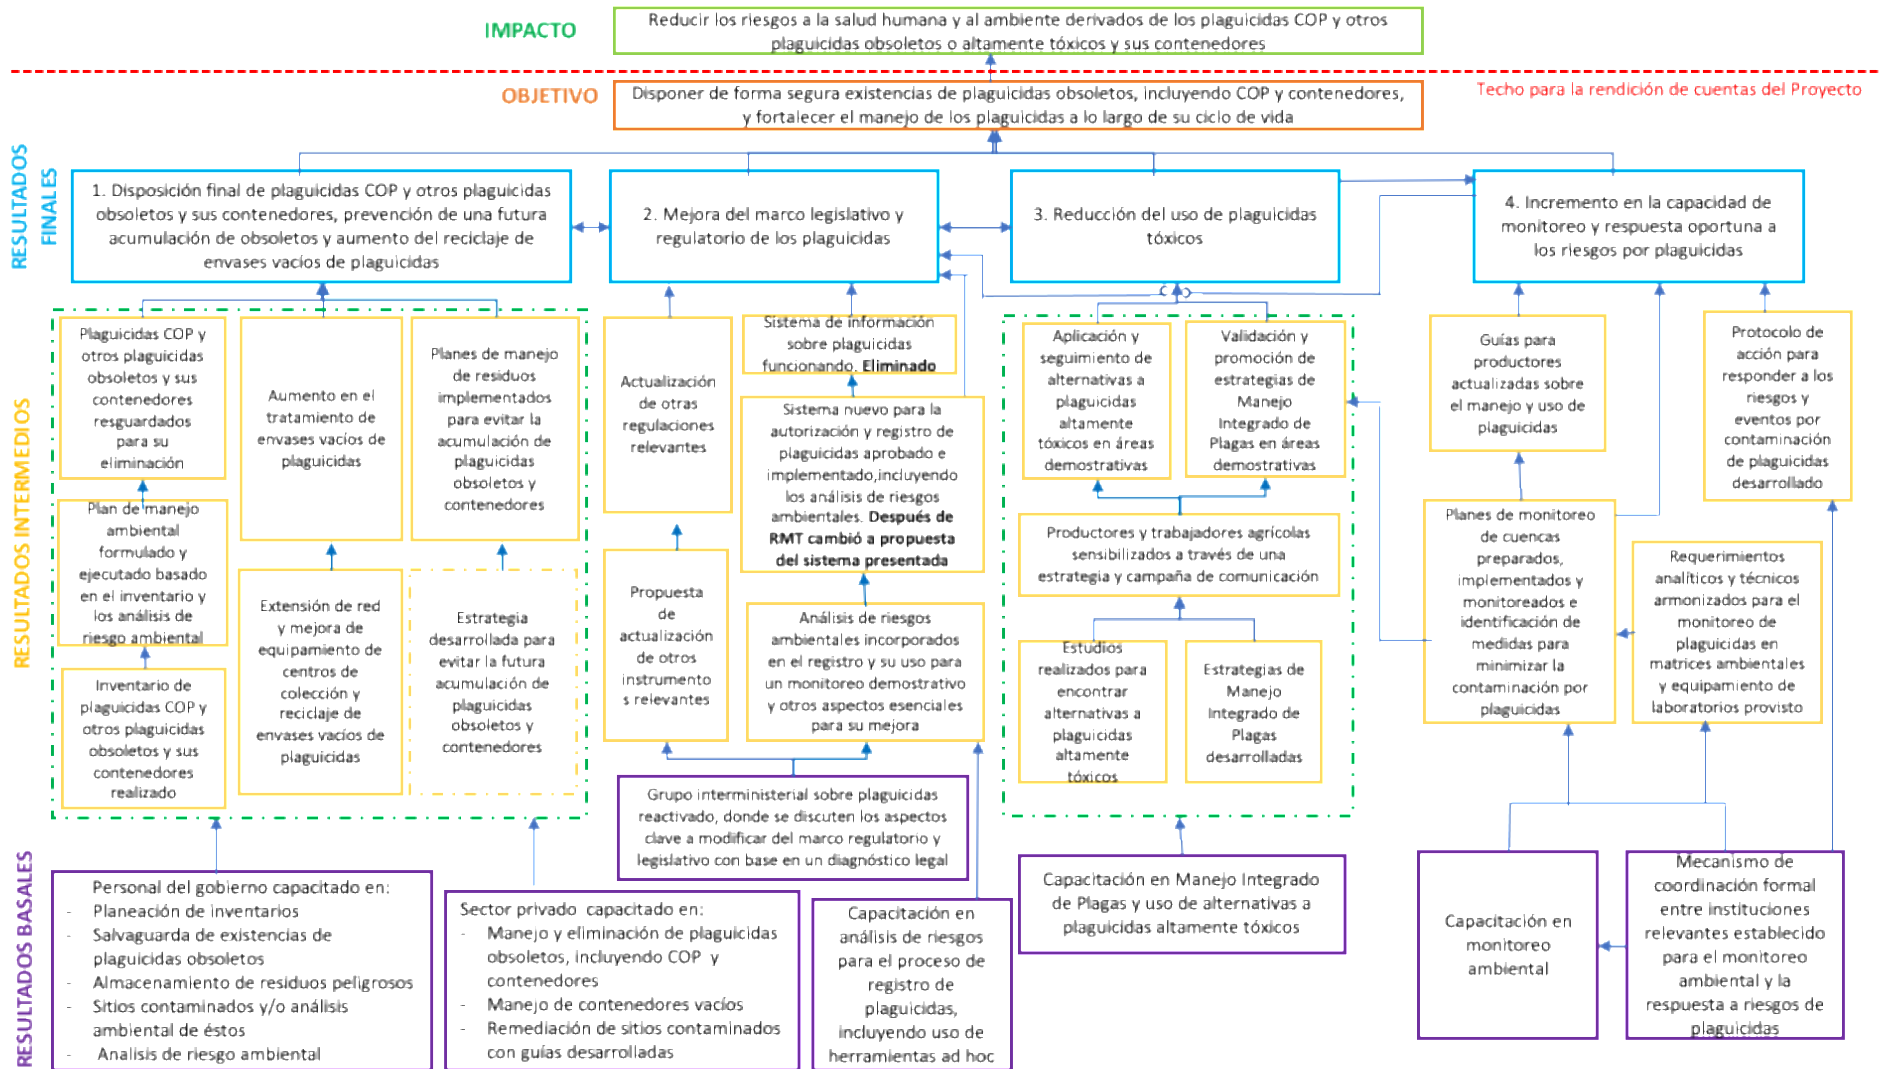 IMPACTO
Reducir los riesgos a la salud humana y al ambiente derivados de los plaguicidas COP y otros
plaguicidas obsoletos o altamente tóxicos y sus contenedores
OBJETIVO
Disponer de forma segura existencias de plaguicidas obsoletos, incluyendo COP y contenedores,
y fortalecer el manejo de los plaguicidas a lo largo de su ciclo de vida
Techo para la rendición de cuentas del Proyecto
RESULTADOS
FINALES
1. Disposición final de plaguicidas COP y otros plaguicidas
obsoletos y sus contenedores, prevención de una futura
acumulación de obsoletos y aumento del reciclaje de
envases vacíos de plaguicidas
2. Mejora del marco legislativo y
regulatorio de los plaguicidas
3. Reducción del uso de plaguicidas
tóxicos
4. Incremento en la capacidad de
monitoreo y respuesta oportuna a
los riesgos por plaguicidas
RESULTADOS INTERMEDIOS
Plaguicidas COP y
otros plaguicidas
obsoletos y sus
contenedores
resguardados
para su
eliminación
Plan de manejo
ambiental
formulado y
ejecutado basado
en el inventario y
los análisis de
riesgo ambiental
Inventario de
plaguicidas COP y
otros plaguicidas
obsoletos y sus
contenedores
realizado
Aumento en el
tratamiento de
envases vacíos de
plaguicidas
Extensión de red
y mejora de
equipamiento de
centros de
colección y
reciclaje de
envases vacíos de
plaguicidas
Planes de manejo
de residuos
implementados
para evitar la
acumulación de
plaguicidas
obsoletos y
contenedores
Estrategia
desarrollada para
evitar la futura
acumulación de
plaguicidas
obsoletos y
contenedores
Actualización
de otras
regulaciones
relevantes
Propuesta
de
actualización
de otros
instrumento
s relevantes
Sistema de información
sobre plaguicidas
funcionando. Eliminado
Sistema nuevo para la
autorización y registro de
plaguicidas aprobado e
implementado,incluyendo
los análisis de riesgos
ambientales. Después de
RMT cambió a propuesta
del sistema presentada
Análisis de riesgos
ambientales incorporados
en el registro y su uso para
un monitoreo demostrativo
y otros aspectos esenciales
para su mejora
Aplicación y
seguimiento de
alternativas a
plaguicidas
altamente
tóxicos en áreas
demostrativas
Validación y
promoción de
estrategias de
Manejo
Integrado de
Plagas en áreas
demostrativas
Productores y trabajadores agrícolas
sensibilizados a través de una
estrategia y campaña de comunicación
Estudios
realizados para
encontrar
alternativas a
plaguicidas
altamente
tóxicos
Estrategias de
Manejo
Integrado de
Plagas
desarrolladas
Guías para
productores
actualizadas sobre
el manejo y uso de
plaguicidas
Protocolo de
acción para
responder a los
riesgos y
eventos por
contaminación
de plaguicidas
desarrollado
Planes de monitoreo
de cuencas
preparados,
implementados y
monitoreados e
identificación de
medidas para
minimizar la
contaminación por
plaguicidas
Requerimientos
analíticos y técnicos
armonizados para el
monitoreo de
plaguicidas en
matrices ambientales
y equipamiento de
laboratorios provisto
RESULTADOS BASALES
Personal del gobierno capacitado en:
- Planeación de inventarios
- Salvaguarda de existencias de
plaguicidas obsoletos
- Almacenamiento de residuos peligrosos
- Sitios contaminados y/o análisis
ambiental de éstos
- Analisis de riesgo ambiental
Sector privado capacitado en:
- Manejo y eliminación de plaguicidas
obsoletos, incluyendo COP y
contenedores
- Manejo de contenedores vacíos
- Remediación de sitios contaminados
con guías desarrolladas
Grupo interministerial sobre plaguicidas
reactivado, donde se discuten los aspectos
clave a modificar del marco regulatorio y
legislativo con base en un diagnóstico legal
Capacitación en
análisis de riesgos
para el proceso de
registro de
plaguicidas,
incluyendo uso de
herramientas ad hoc
Capacitación en Manejo Integrado
de Plagas y uso de alternativas a
plaguicidas altamente tóxicos
Capacitación en
monitoreo
ambiental
Mecanismo de
coordinación formal
entre instituciones
relevantes establecido
para el monitoreo
ambiental y la
respuesta a riesgos de
plaguicidas